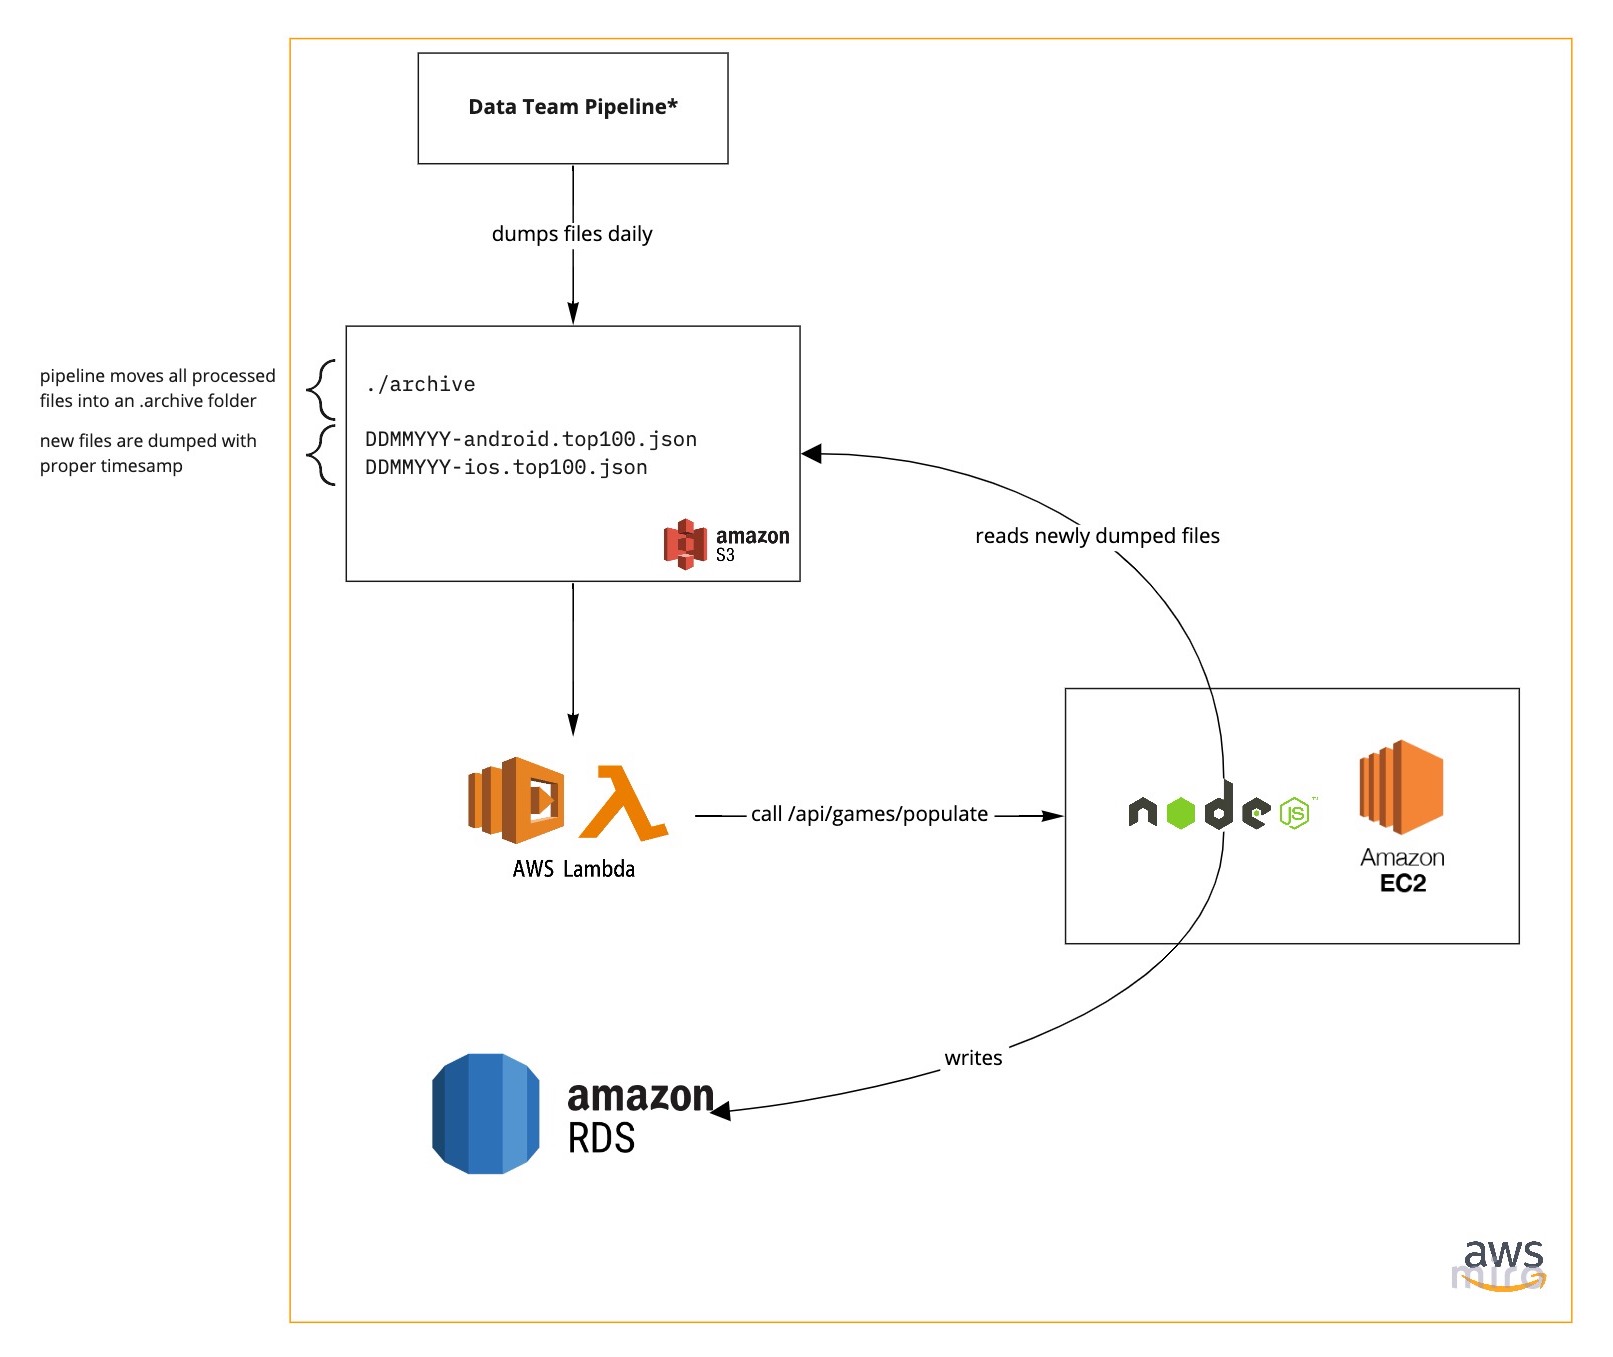 Data Team Pipeline*
dumps files daily
pipeline moves all processed
files into an .archive folder
new files are dumped with
proper timesamp
./archive
DDMMYYY-android.top100.json
DDMMYYY-ios.top100.json
amazon
S3
reads newly dumped files
AWS Lambda
call /api/games/populate
node
JS
TM
Amazon
EC2
writes
amazon
RDS
aws
miro